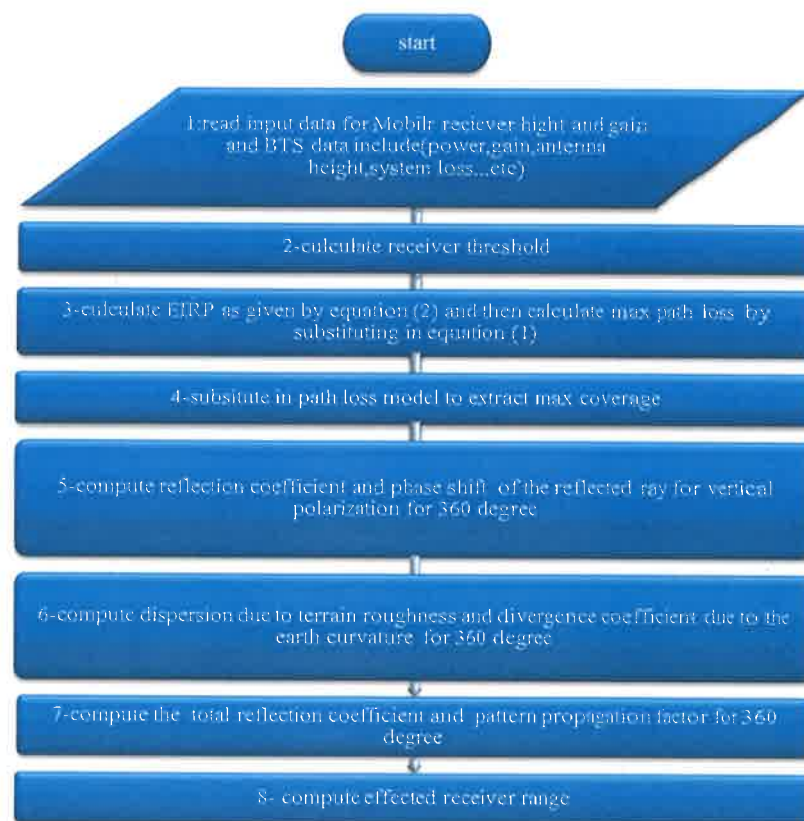 start
1:read input data for Mobilr reciever hight and gain
and BTS data include(power,gain,antenna
height,system loss...etc)
2-culculate receiver threshold
3-calculate EIRP as given by equation (2) and then calculate max path loss by
substituting in equation (1)
4-subsitute in path loss model to extract max coverage
5-compute reflection coefficient and phase shift of the reflected ray for vertical
polarization for 360 degree
6-compute dispersion due to terrain roughness and divergence coefficient due to the
earth curvature for 360 degree
7-compute the total reflection coefficient and pattern propagation factor for 360
degree
8- compute effected receiver range